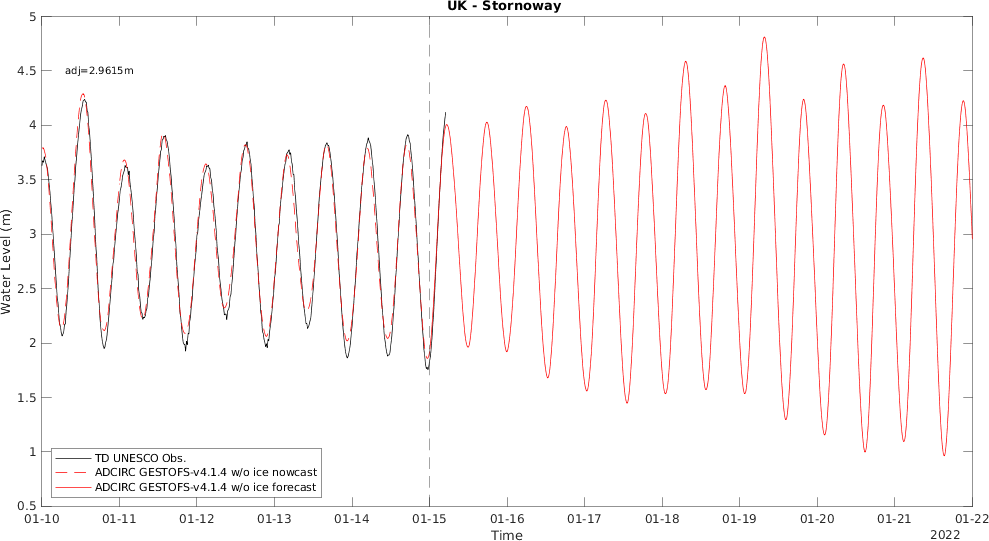 UK - Stornoway
adj=2.9615m
Water Level (m)
5
4.5
4
3.5
3
2.5
2
1.5
1
0.5
TD UNESCO Obs.
ADCIRC GESTOFS-v4.1.4 w/o ice nowcast
ADCIRC GESTOFS-v4.1.4 w/o ice forecast
01-10 01-11 01-12 01-13 01-14 01-15 01-16 01-17 01-18 01-19 01-20 01-21 01-22
Time
2022